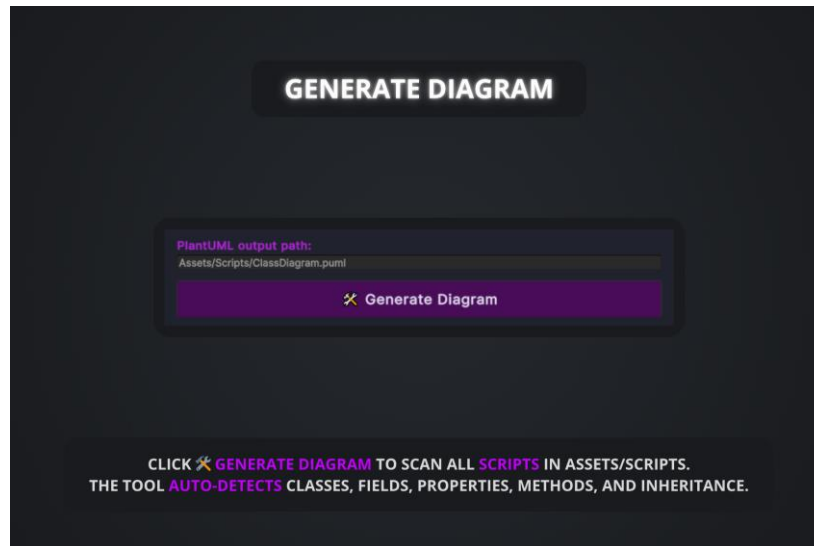 GENERATE DIAGRAM
PlantUML output path:
Assets/Scripts/ClassDiagram.puml
🛠 Generate Diagram
CLICK 🛠 GENERATE DIAGRAM TO SCAN ALL SCRIPTS IN ASSETS/SCRIPTS.
THE TOOL AUTO-DETECTS CLASSES, FIELDS, PROPERTIES, METHODS, AND INHERITANCE.